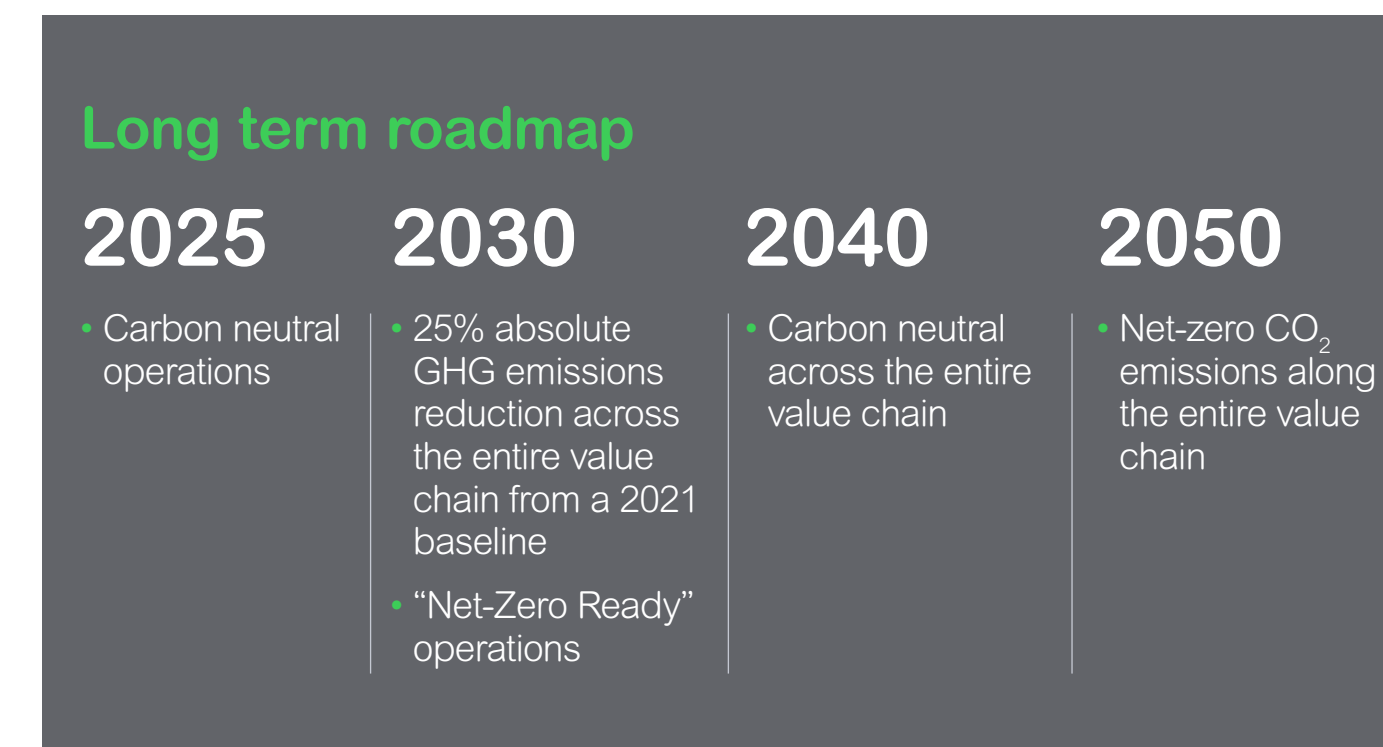 Long term roadmap
2025
• Carbon neutral
operations
2030
• 25% absolute
GHG emissions
reduction across
the entire value
chain from a 2021
baseline
• “Net-Zero Ready”
operations
2040
• Carbon neutral
across the entire
value chain
2050
• Net-zero CO₂
emissions along
the entire value
chain